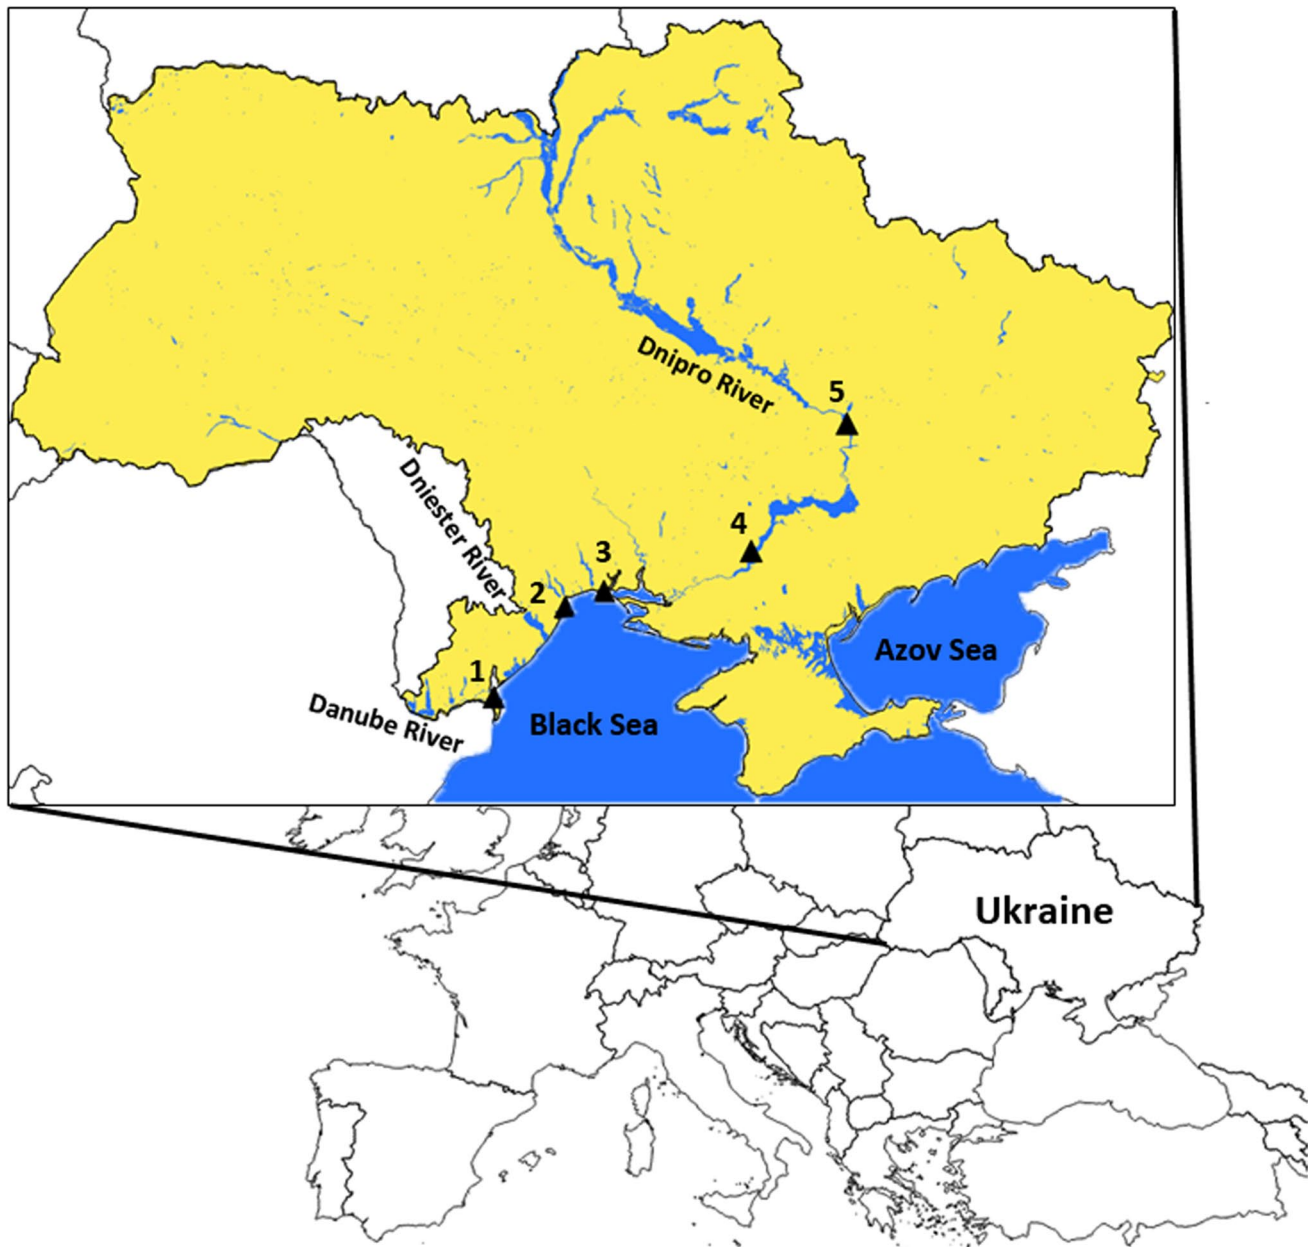 Dnipro River
5
Dniester River
4
3
2
Azov Sea
1
Danube River
Black Sea
Ukraine